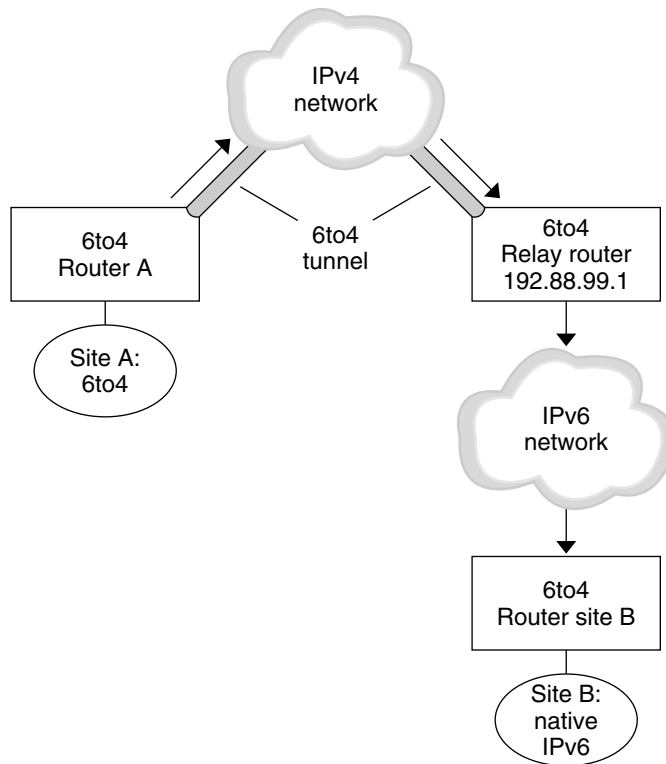 IPv4
network
6to4
Router A
6to4
tunnel
6to4
Relay router
192.88.99.1
Site A:
6to4
IPv6
network
6to4
Router site B
Site B:
native
IPv6